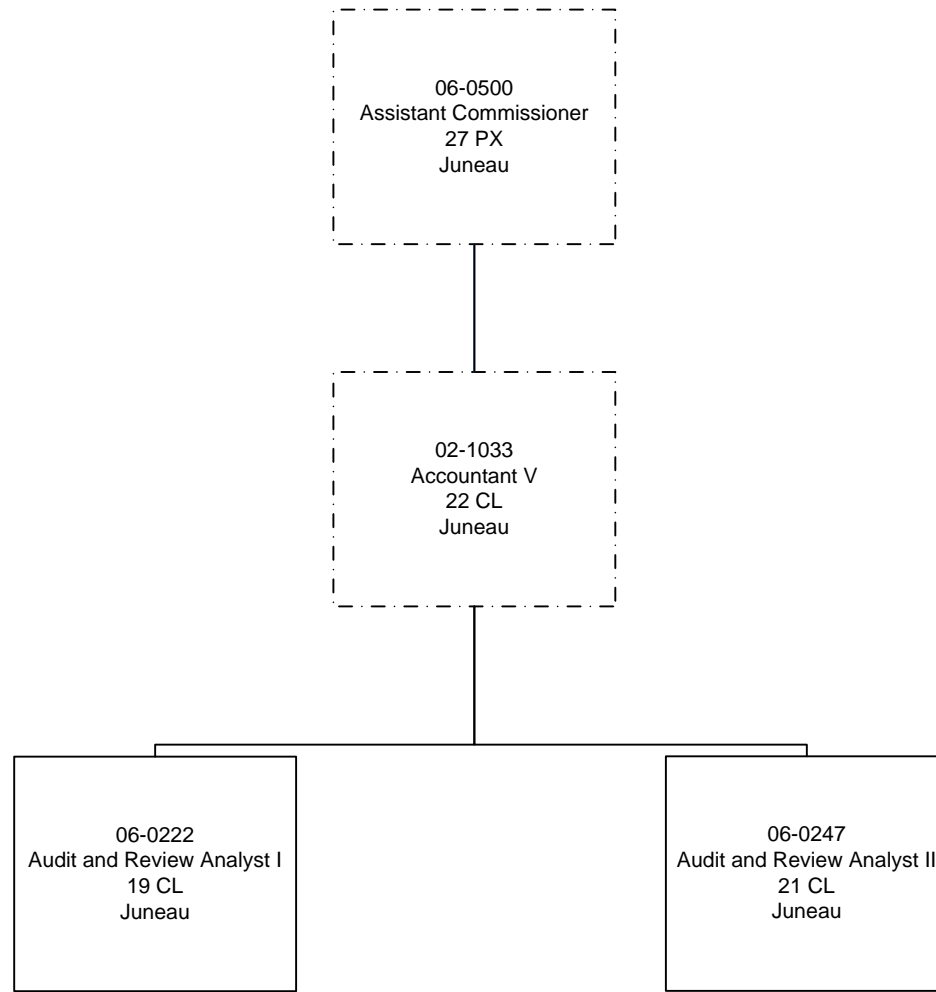 06-0500
Assistant Commissioner
27 PX
Juneau
02-1033
Accountant V
22 CL
Juneau
06-0222
Audit and Review Analyst I
19 CL
Juneau
06-0247
Audit and Review Analyst II
21 CL
Juneau